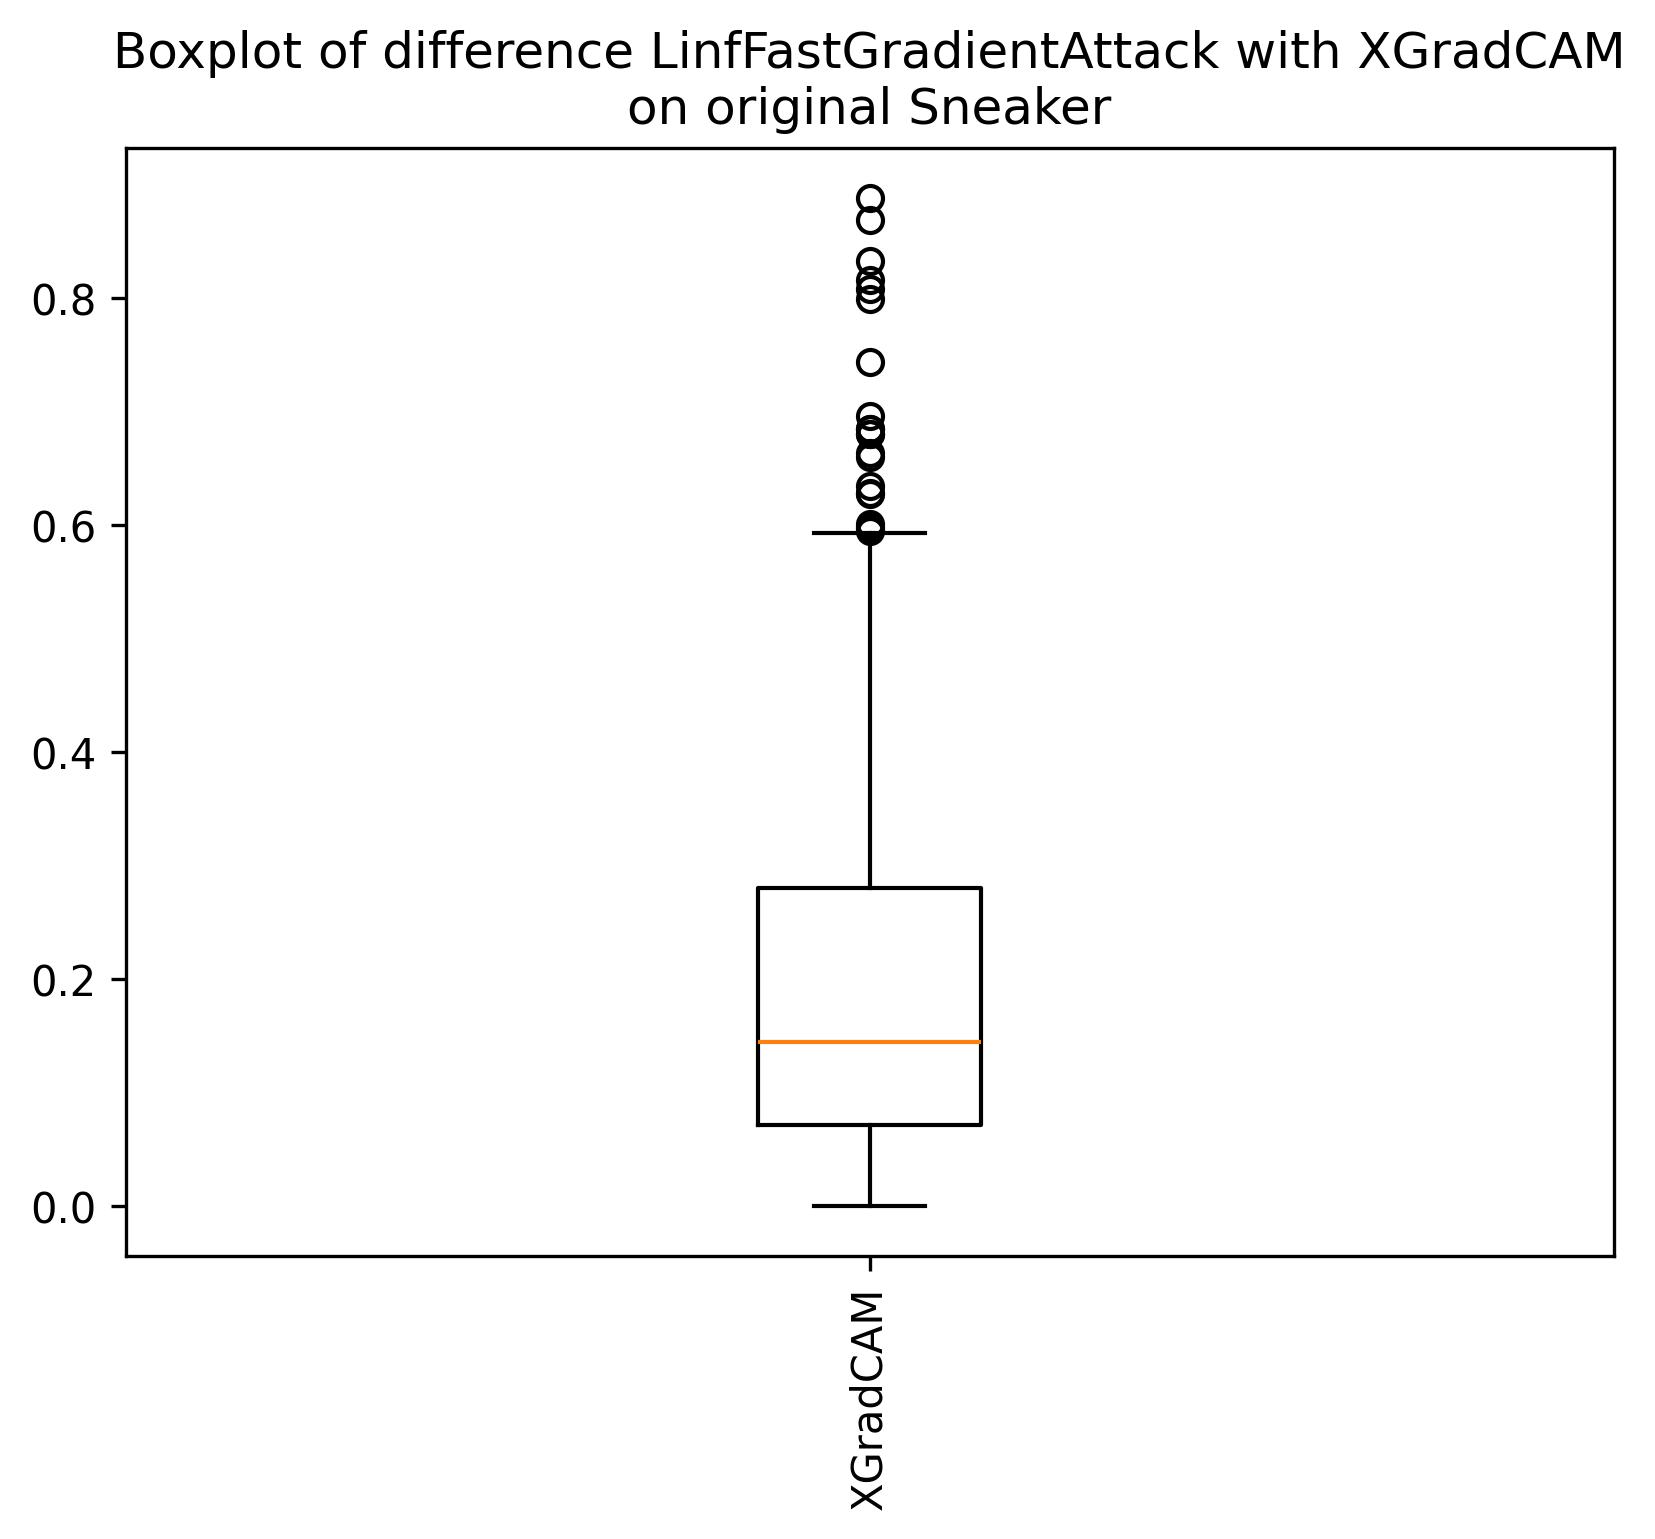 Boxplot of difference LinfFastGradientAttack with XGradCAM
on original Sneaker
0.8
0.6
0.4
0.2
0.0
XGradCAM